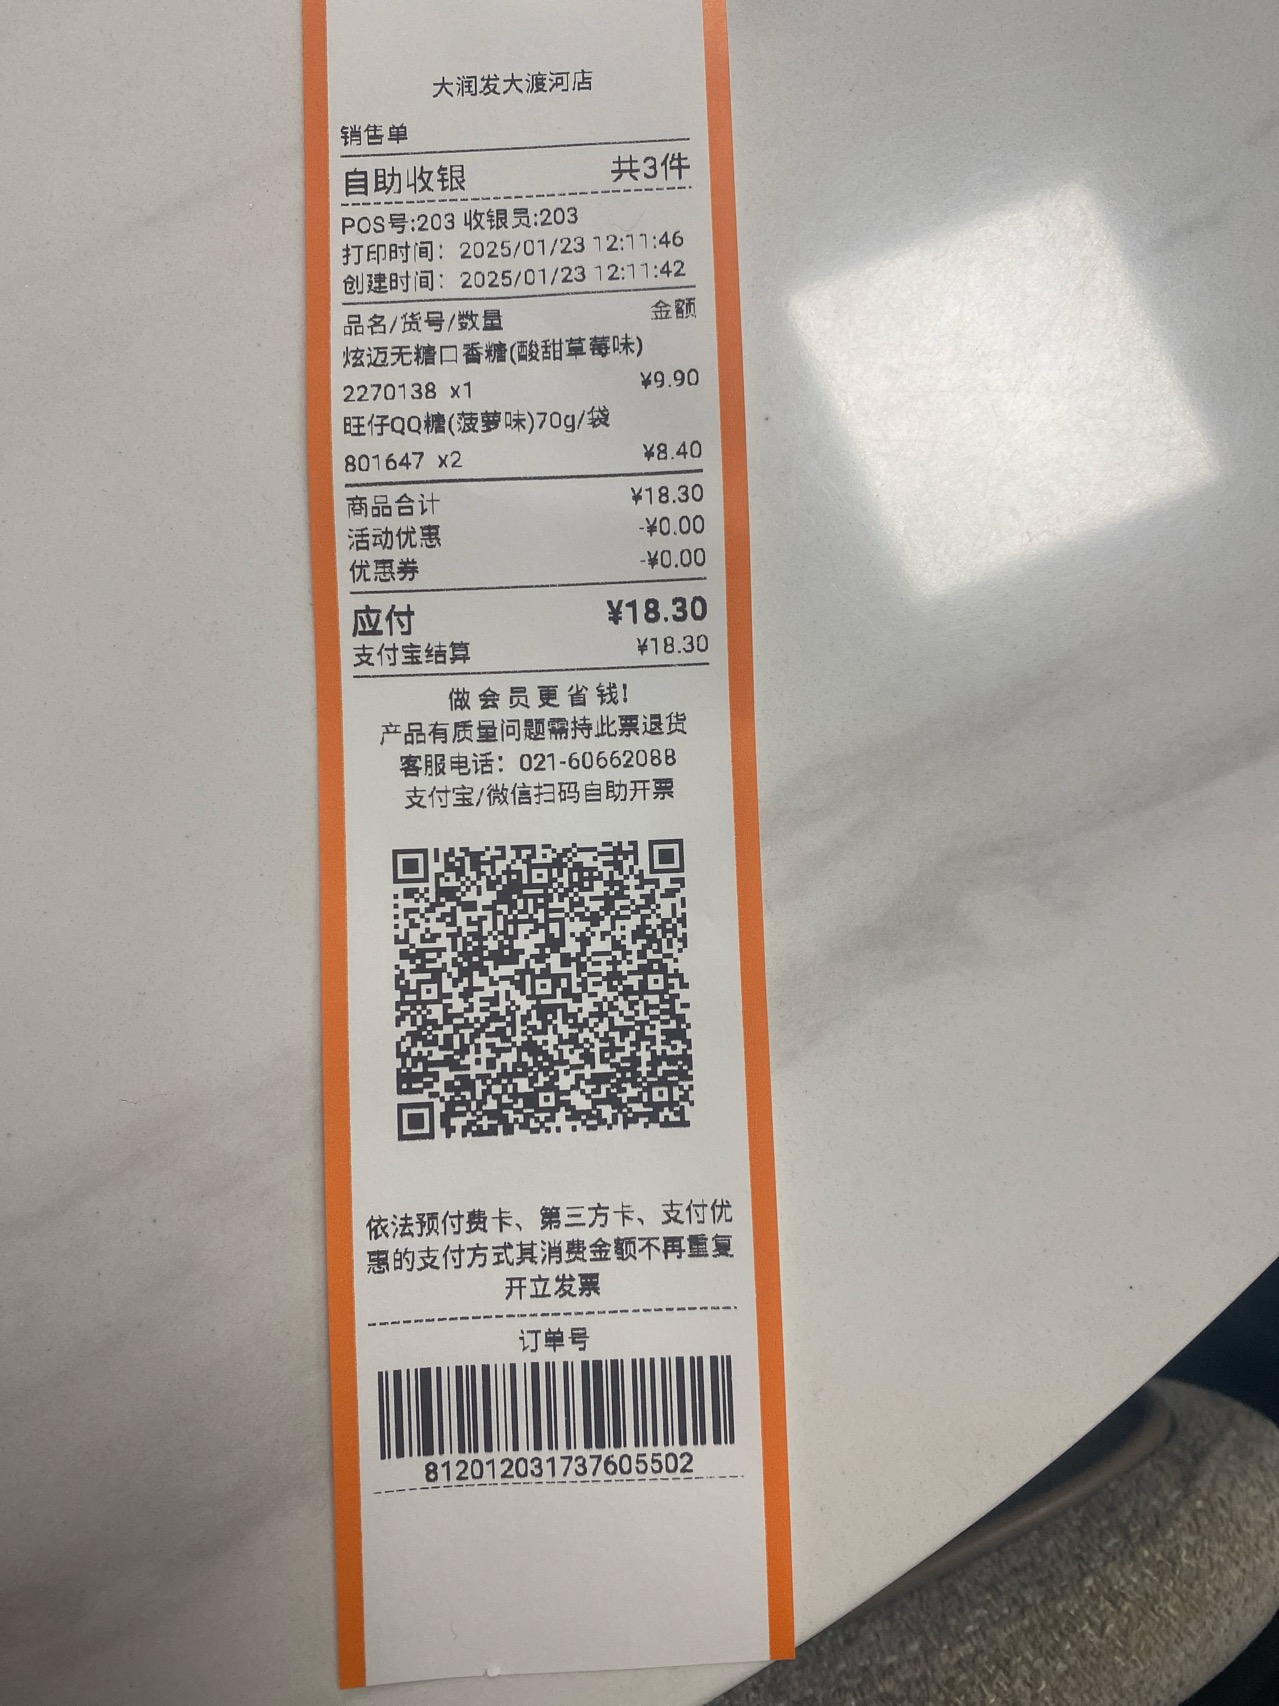 大润发大渡河店
销售单
自助收银 共3件
POS号:203 收银员:203
打印时间: 2025/01/23 12:11:46
创建时间: 2025/01/23 12:11:42
品名/货号/数量 金额
炫迈无糖口香糖(酸甜草莓味)
2270138 x1 ¥9.90
旺仔QQ糖(菠萝味)70g/袋
801647 x2 ¥8.40
商品合计 ¥18.30
活动优惠 -¥0.00
优惠券 -¥0.00
应付 ¥18.30
支付宝结算 ¥18.30
做会员更省钱!
产品有质量问题需持此票退货
客服电话: 021-60662088
支付宝/微信扫码自助开票
依法预付费卡、第三方卡、支付优
惠的支付方式其消费金额不再重复
开立发票
订单号
812012031737605502